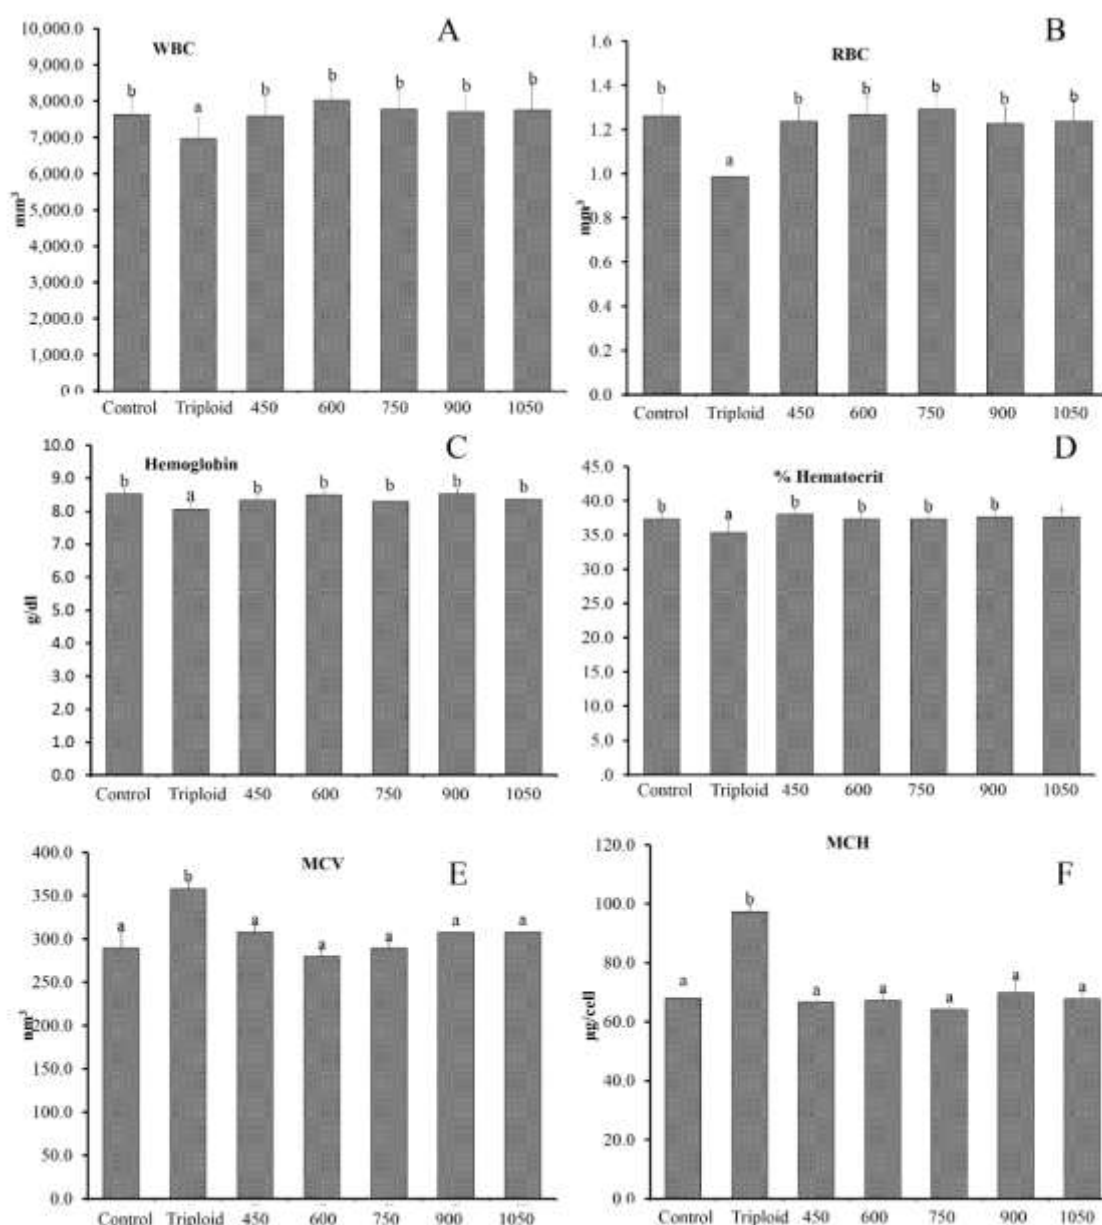 A
WBC
10,000.0
9,000.0
8,000.0
7,000.0
6,000.0
5,000.0
4,000.0
3,000.0
2,000.0
1,000.0
0.0
mm³
b a b b b b b
Control Triploid 450 600 750 900 1050
B
RBC
1.6
1.4
1.2
1.0
0.8
0.6
0.4
0.2
0.0
mm³
b a b b b b b
Control Triploid 450 600 750 900 1050
C
Hemoglobin
10.0
9.0
8.0
7.0
6.0
5.0
4.0
3.0
2.0
1.0
0.0
g/dl
b a b b b b b
Control Triploid 450 600 750 900 1050
D
% Hematocrit
45.0
40.0
35.0
30.0
25.0
20.0
15.0
10.0
5.0
.0
b a b b b b
Control Triploid 450 600 750 900 1050
E
MCV
400.0
350.0
300.0
250.0
200.0
150.0
100.0
50.0
0.0
nm³
a b a a a a a
Control Triploid 450 600 750 900 1050
F
MCH
120.0
100.0
80.0
60.0
40.0
20.0
0.0
µg/cell
a b a a a a a
Control Triploid 450 600 750 900 1050